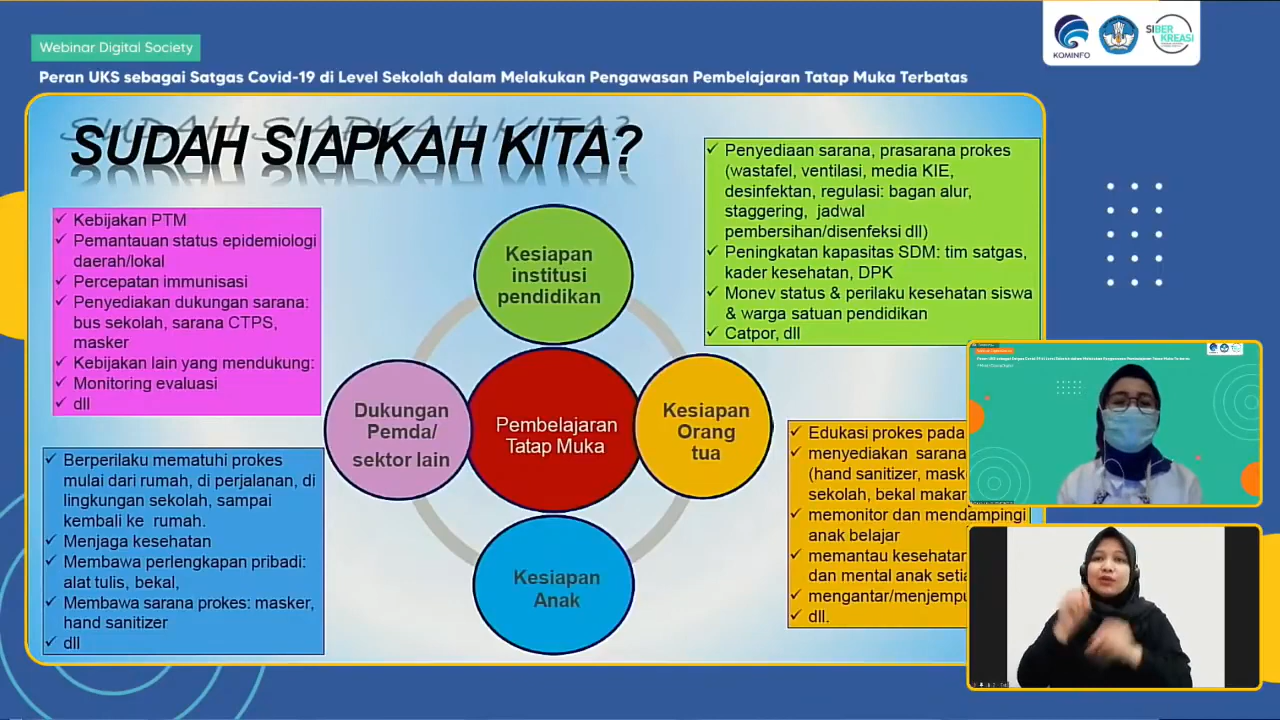 Webinar Digital Society
Peran UKS sebagai Satgas Covid-19 di Level Sekolah dalam Melakukan Pengawasan Pembelajaran Tatap Muka Terbatas
KOMINFO
SIBER
KREASI
SUDAH SIAPKAH KITA?
✓ Kebijakan PTM
✓ Pemantauan status epidemiologi
daerah/lokal
✓ Percepatan immunisasi
✓ Penyediakan dukungan sarana:
bus sekolah, sarana CTPS,
masker
✓ Kebijakan lain yang mendukung:
✓ Monitoring evaluasi
✓ dll
✓ Berperilaku mematuhi prokes
mulai dari rumah, di perjalanan, di
lingkungan sekolah, sampai
kembali ke rumah.
✓ Menjaga kesehatan
✓ Membawa perlengkapan pribadi:
alat tulis, bekal,
✓ Membawa sarana prokes: masker,
hand sanitizer
✓ dll
Kesiapan
institusi
pendidikan
Dukungan
Pemda/
sektor lain
Pembelajaran
Tatap Muka
Kesiapan
Orang
tua
Kesiapan
Anak
✓ Penyediaan sarana, prasarana prokes
(wastafel, ventilasi, media KIE,
desinfektan, regulasi: bagan alur,
staggering, jadwal
pembersihan/disenfeksi dll)
✓ Peningkatan kapasitas SDM: tim satgas,
kader kesehatan, DPK
✓ Monev status & perilaku kesehatan siswa
& warga satuan pendidikan
✓ Catpor, dll
✓ Edukasi prokes pada
✓ menyediakan sarana
(hand sanitizer, mask
sekolah, bekal makan
✓ memonitor dan mendampingi
anak belajar
✓ memantau kesehatan
dan mental anak setia
✓ mengantar/menjempu
✓ dll.